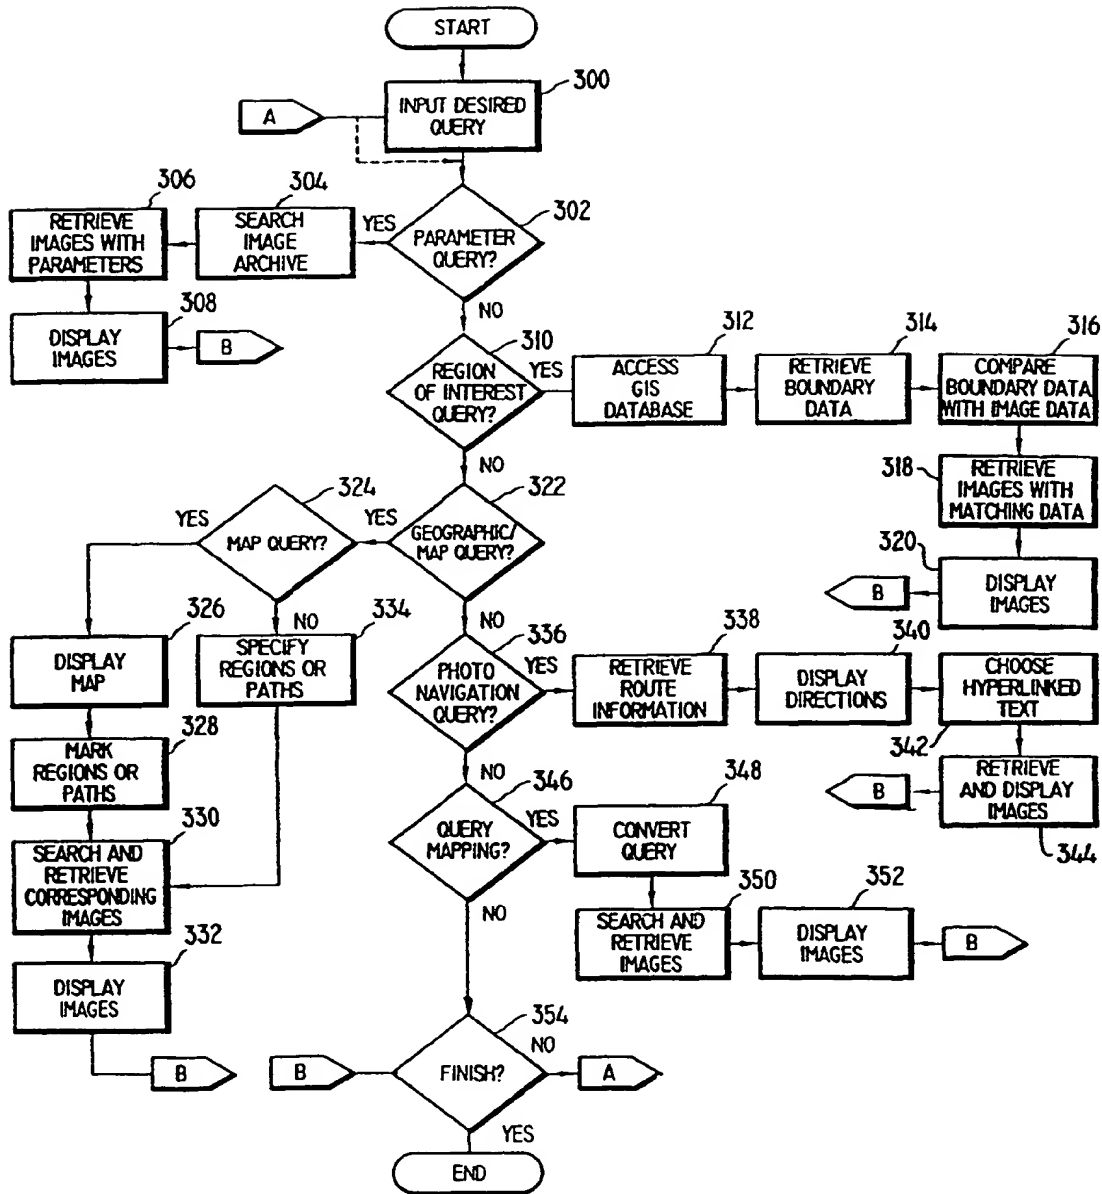 START
300
INPUT DESIRED
QUERY
A
302
PARAMETER
QUERY?
YES
304
SEARCH
IMAGE
ARCHIVE
306
RETRIEVE
IMAGES WITH
PARAMETERS
308
DISPLAY
IMAGES
B
NO
310
REGION
OF INTEREST
QUERY?
YES
312
ACCESS
GIS
DATABASE
314
RETRIEVE
BOUNDARY
DATA
316
COMPARE
BOUNDARY DATA
WITH IMAGE DATA
318
RETRIEVE
IMAGES WITH
MATCHING DATA
320
DISPLAY
IMAGES
B
NO
322
GEOGRAPHIC/
MAP QUERY?
YES
324
MAP QUERY?
YES
326
DISPLAY
MAP
328
MARK
REGIONS OR
PATHS
NO
334
SPECIFY
REGIONS OR
PATHS
330
SEARCH AND
RETRIEVE
CORRESPONDING
IMAGES
332
DISPLAY
IMAGES
B
NO
336
PHOTO
NAVIGATION
QUERY?
YES
338
RETRIEVE
ROUTE
INFORMATION
340
DISPLAY
DIRECTIONS
342
CHOOSE
HYPERLINKED
TEXT
344
RETRIEVE
AND DISPLAY
IMAGES
B
NO
346
QUERY
MAPPING?
YES
348
CONVERT
QUERY
350
SEARCH AND
RETRIEVE
IMAGES
352
DISPLAY
IMAGES
B
NO
354
B
FINISH?
NO
A
YES
END